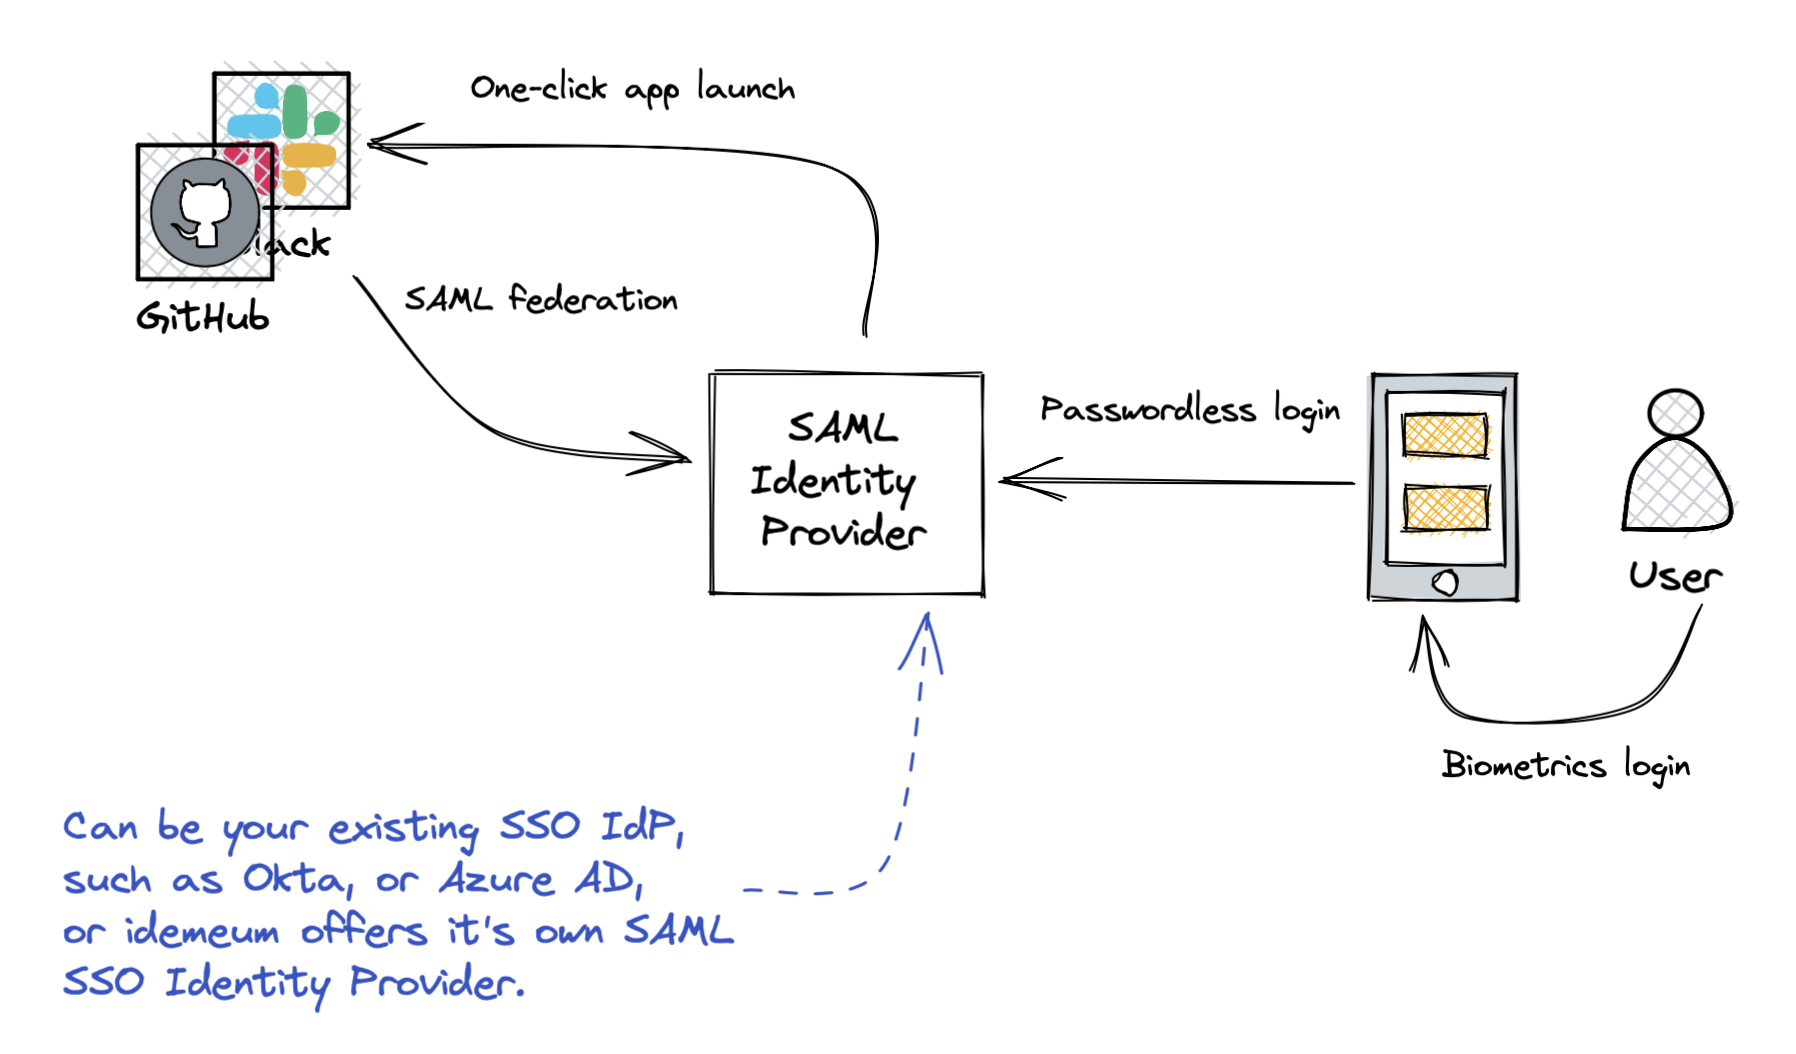 One-click app launch
lack
GitHub
SAML federation
SAML
Identity
Provider
Passwordless login
User
Biometrics login
Can be your existing SSO IdP,
such as Okta, or Azure AD,
or idemeum offers it's own SAML
SSO Identity Provider.